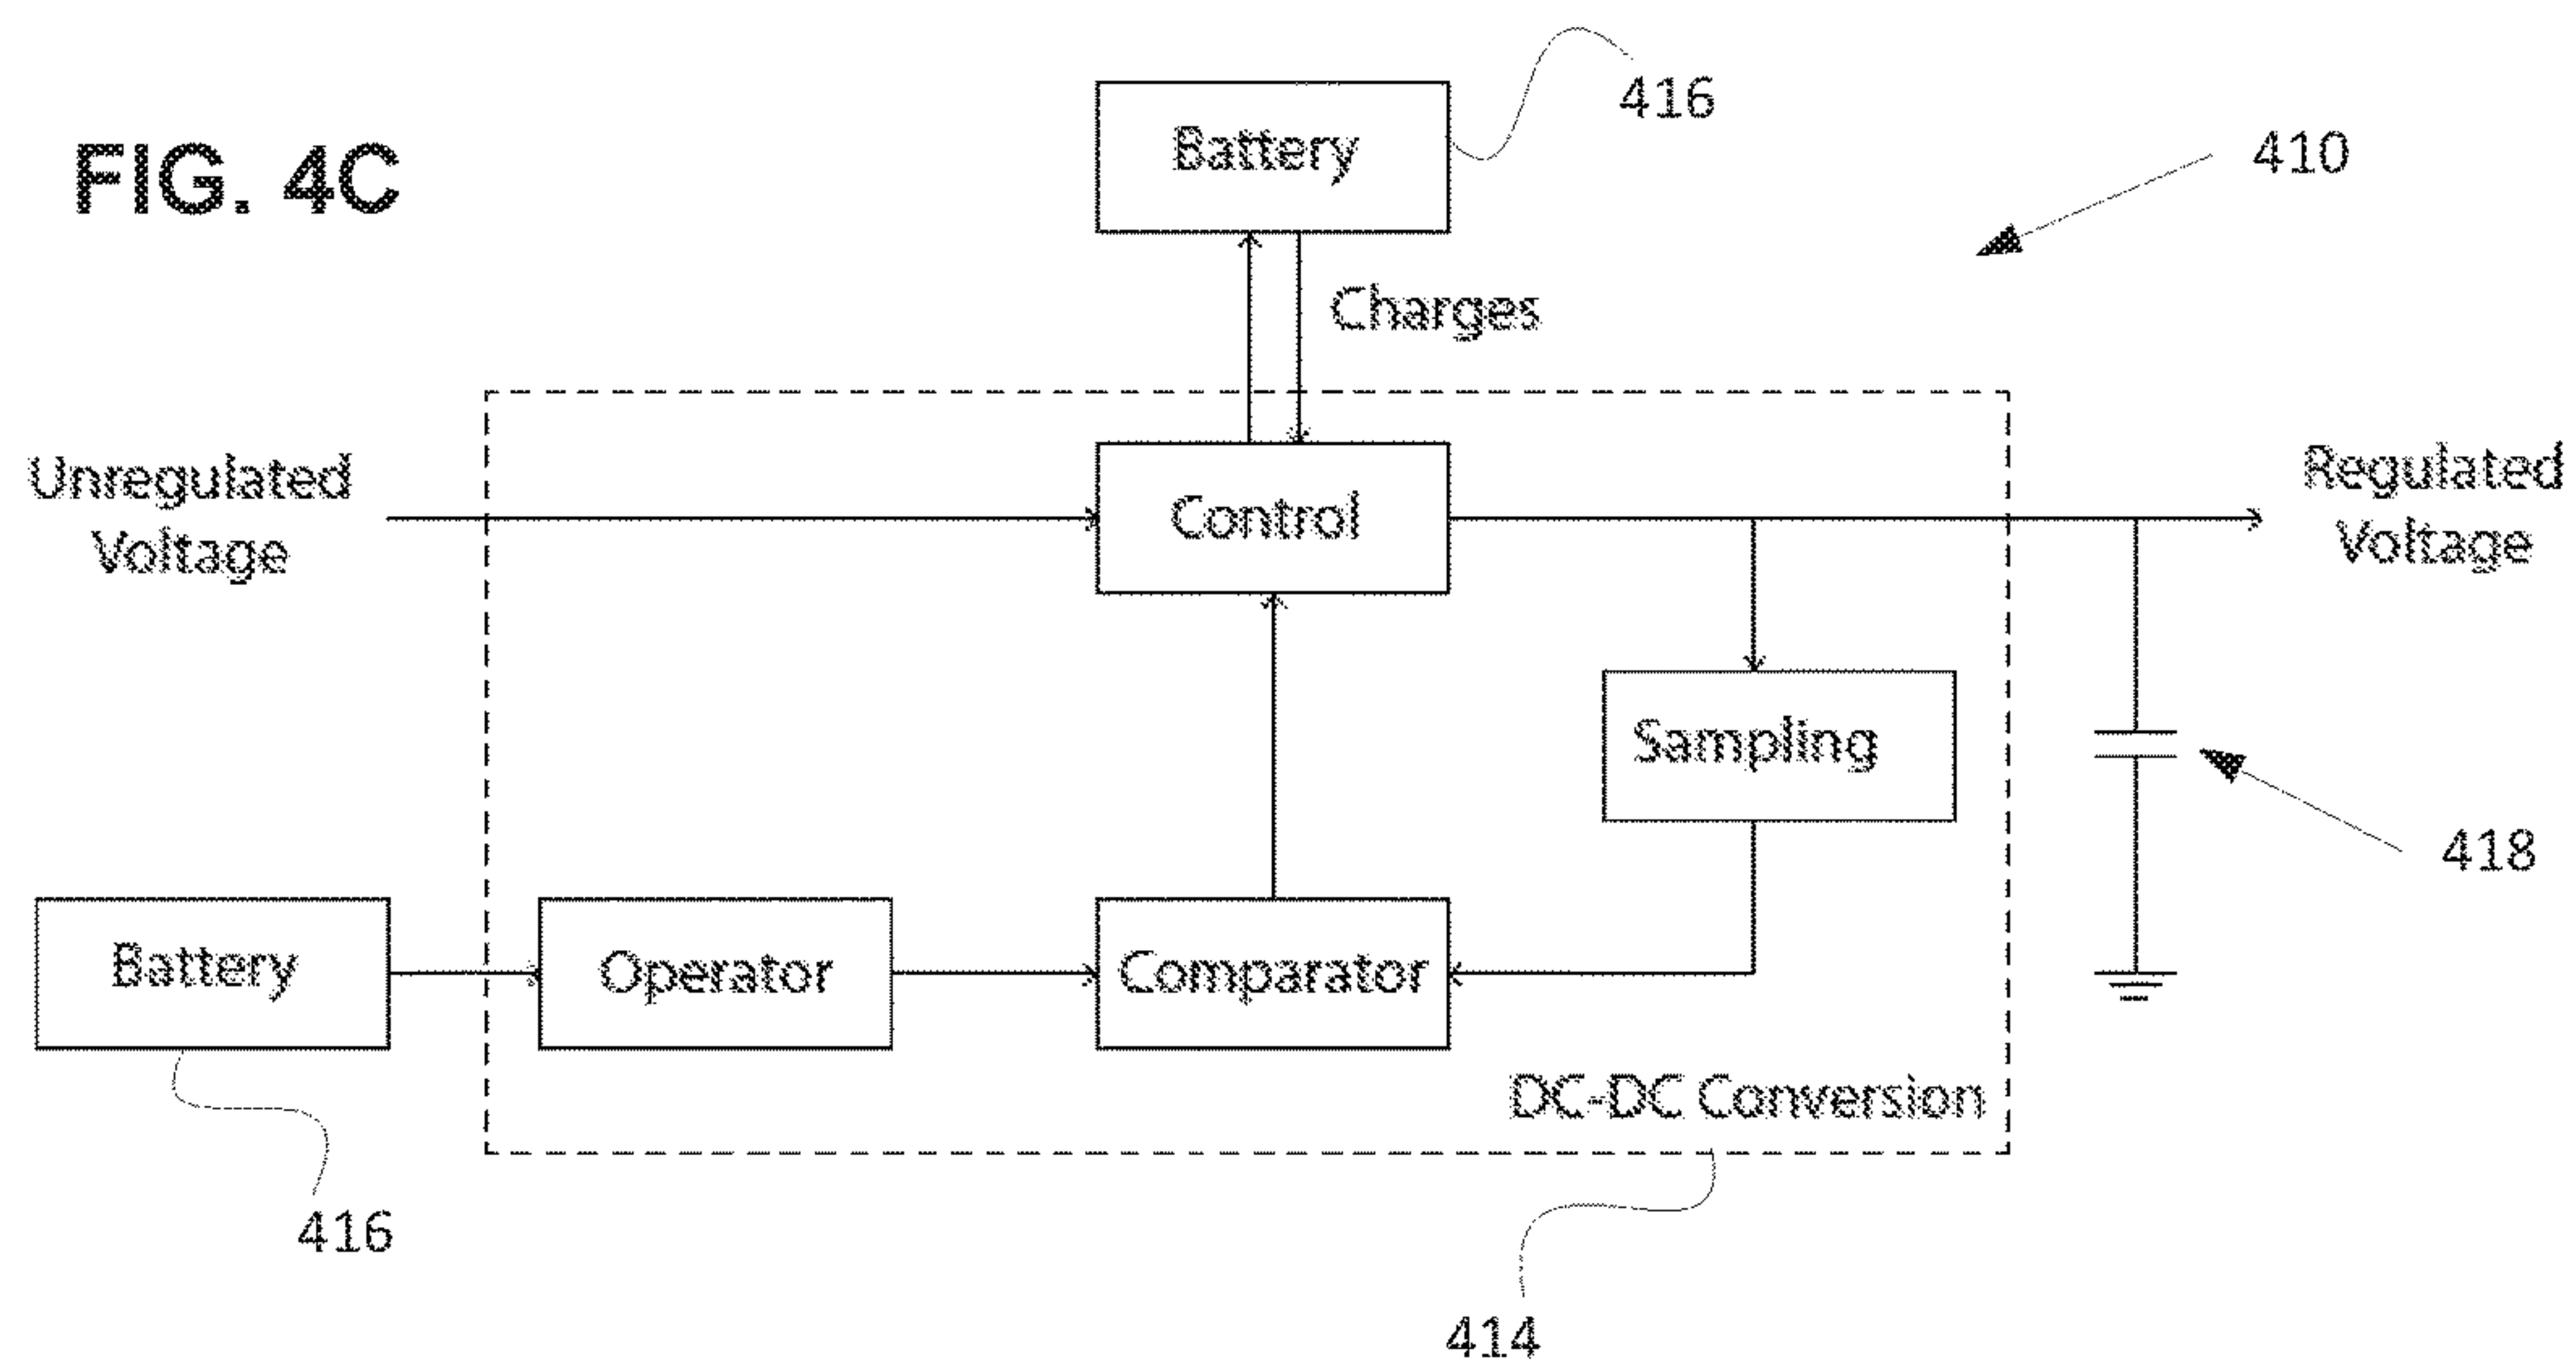 FIG. 4C
Battery
416
410
Charges
Unregulated
Voltage
Control
Regulated
Voltage
Sampling
418
Battery
Operator
Comparator
DC-DC Conversion
416
414